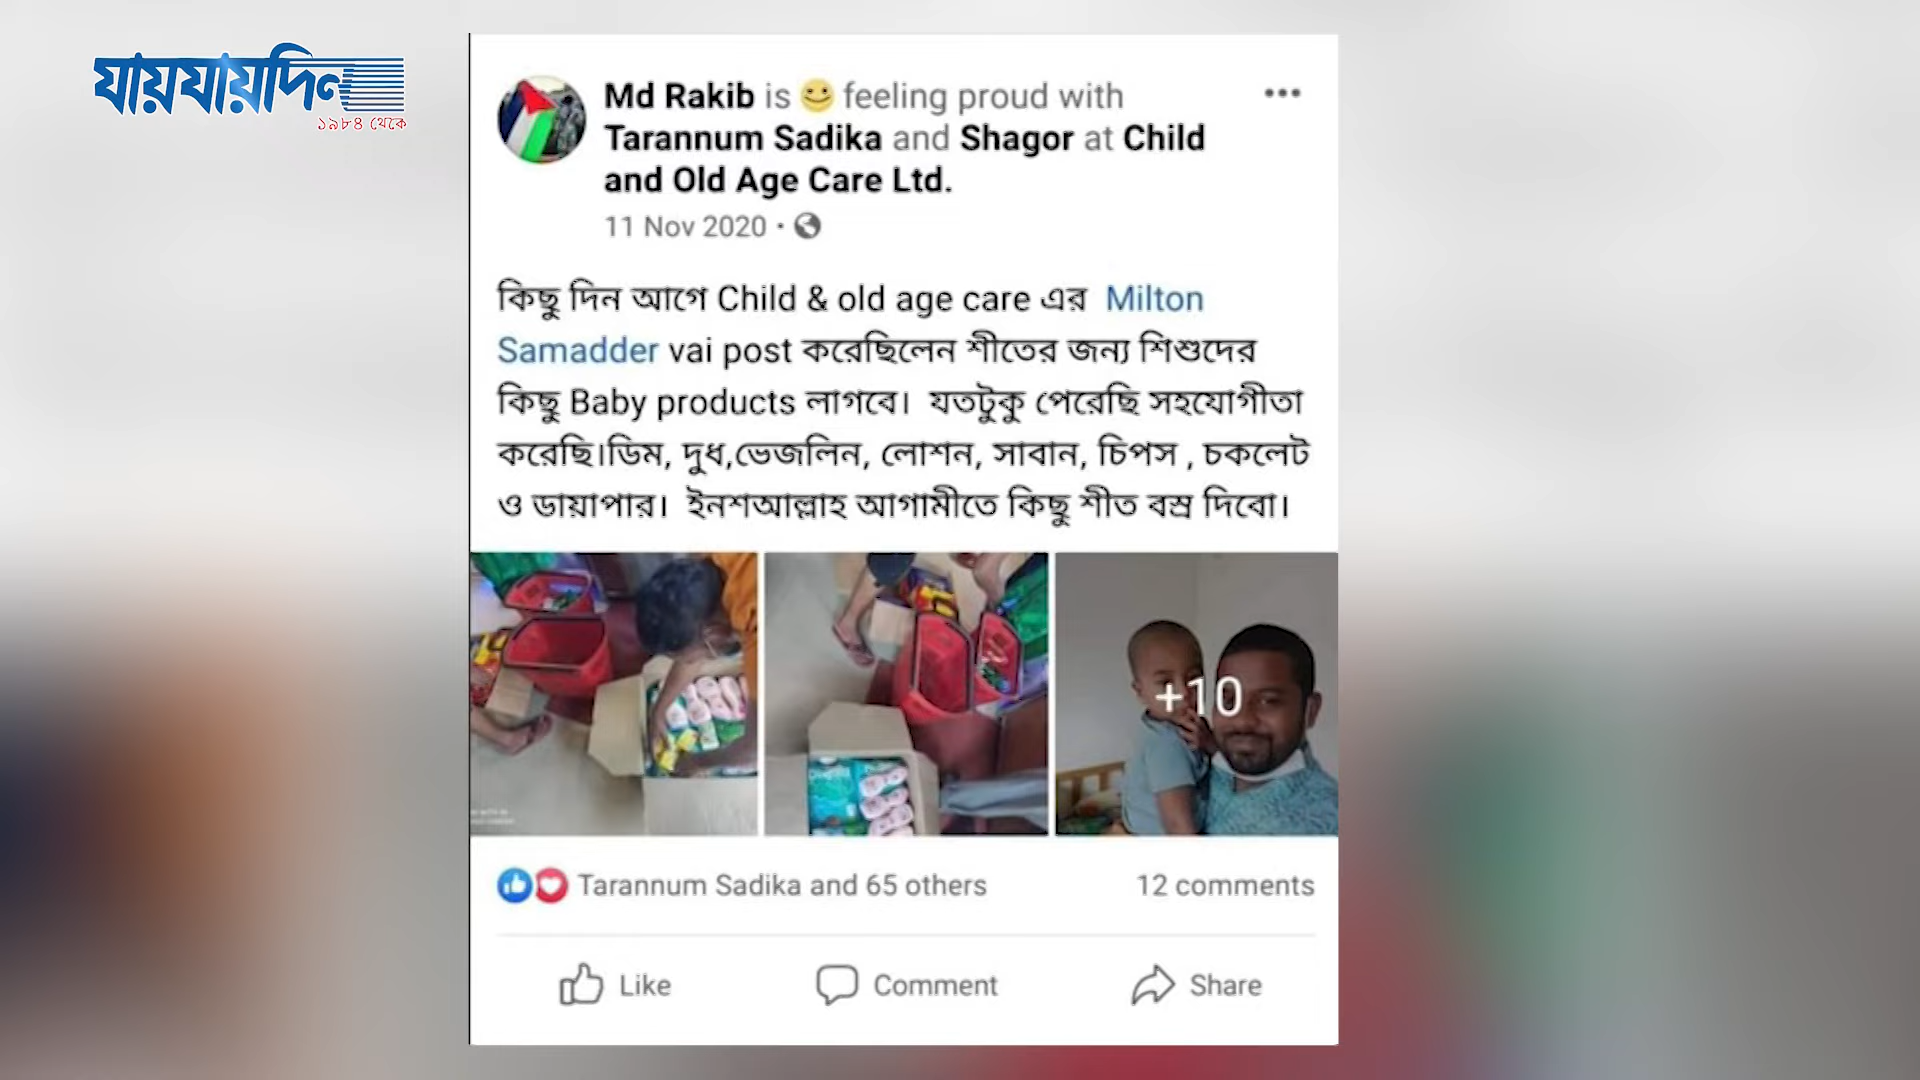 যায়যায়দিন
১৯৮৪ থেকে
Md Rakib is feeling proud with
Tarannum Sadika and Shagor at Child
and Old Age Care Ltd.
11 Nov 2020 ·
কিছু দিন আগে Child & old age care এর Milton
Samadder vai post করেছিলেন শীতের জন্য শিশুদের
কিছু Baby products লাগবে। যতটুকু পেরেছি সহযোগীতা
করেছি।ডিম, দুধ,ভেজলিন, লোশন, সাবান, চিপস , চকলেট
ও ডায়াপার। ইনশআল্লাহ আগামীতে কিছু শীত বস্র দিবো।
+10
Tarannum Sadika and 65 others 12 comments
Like Comment Share